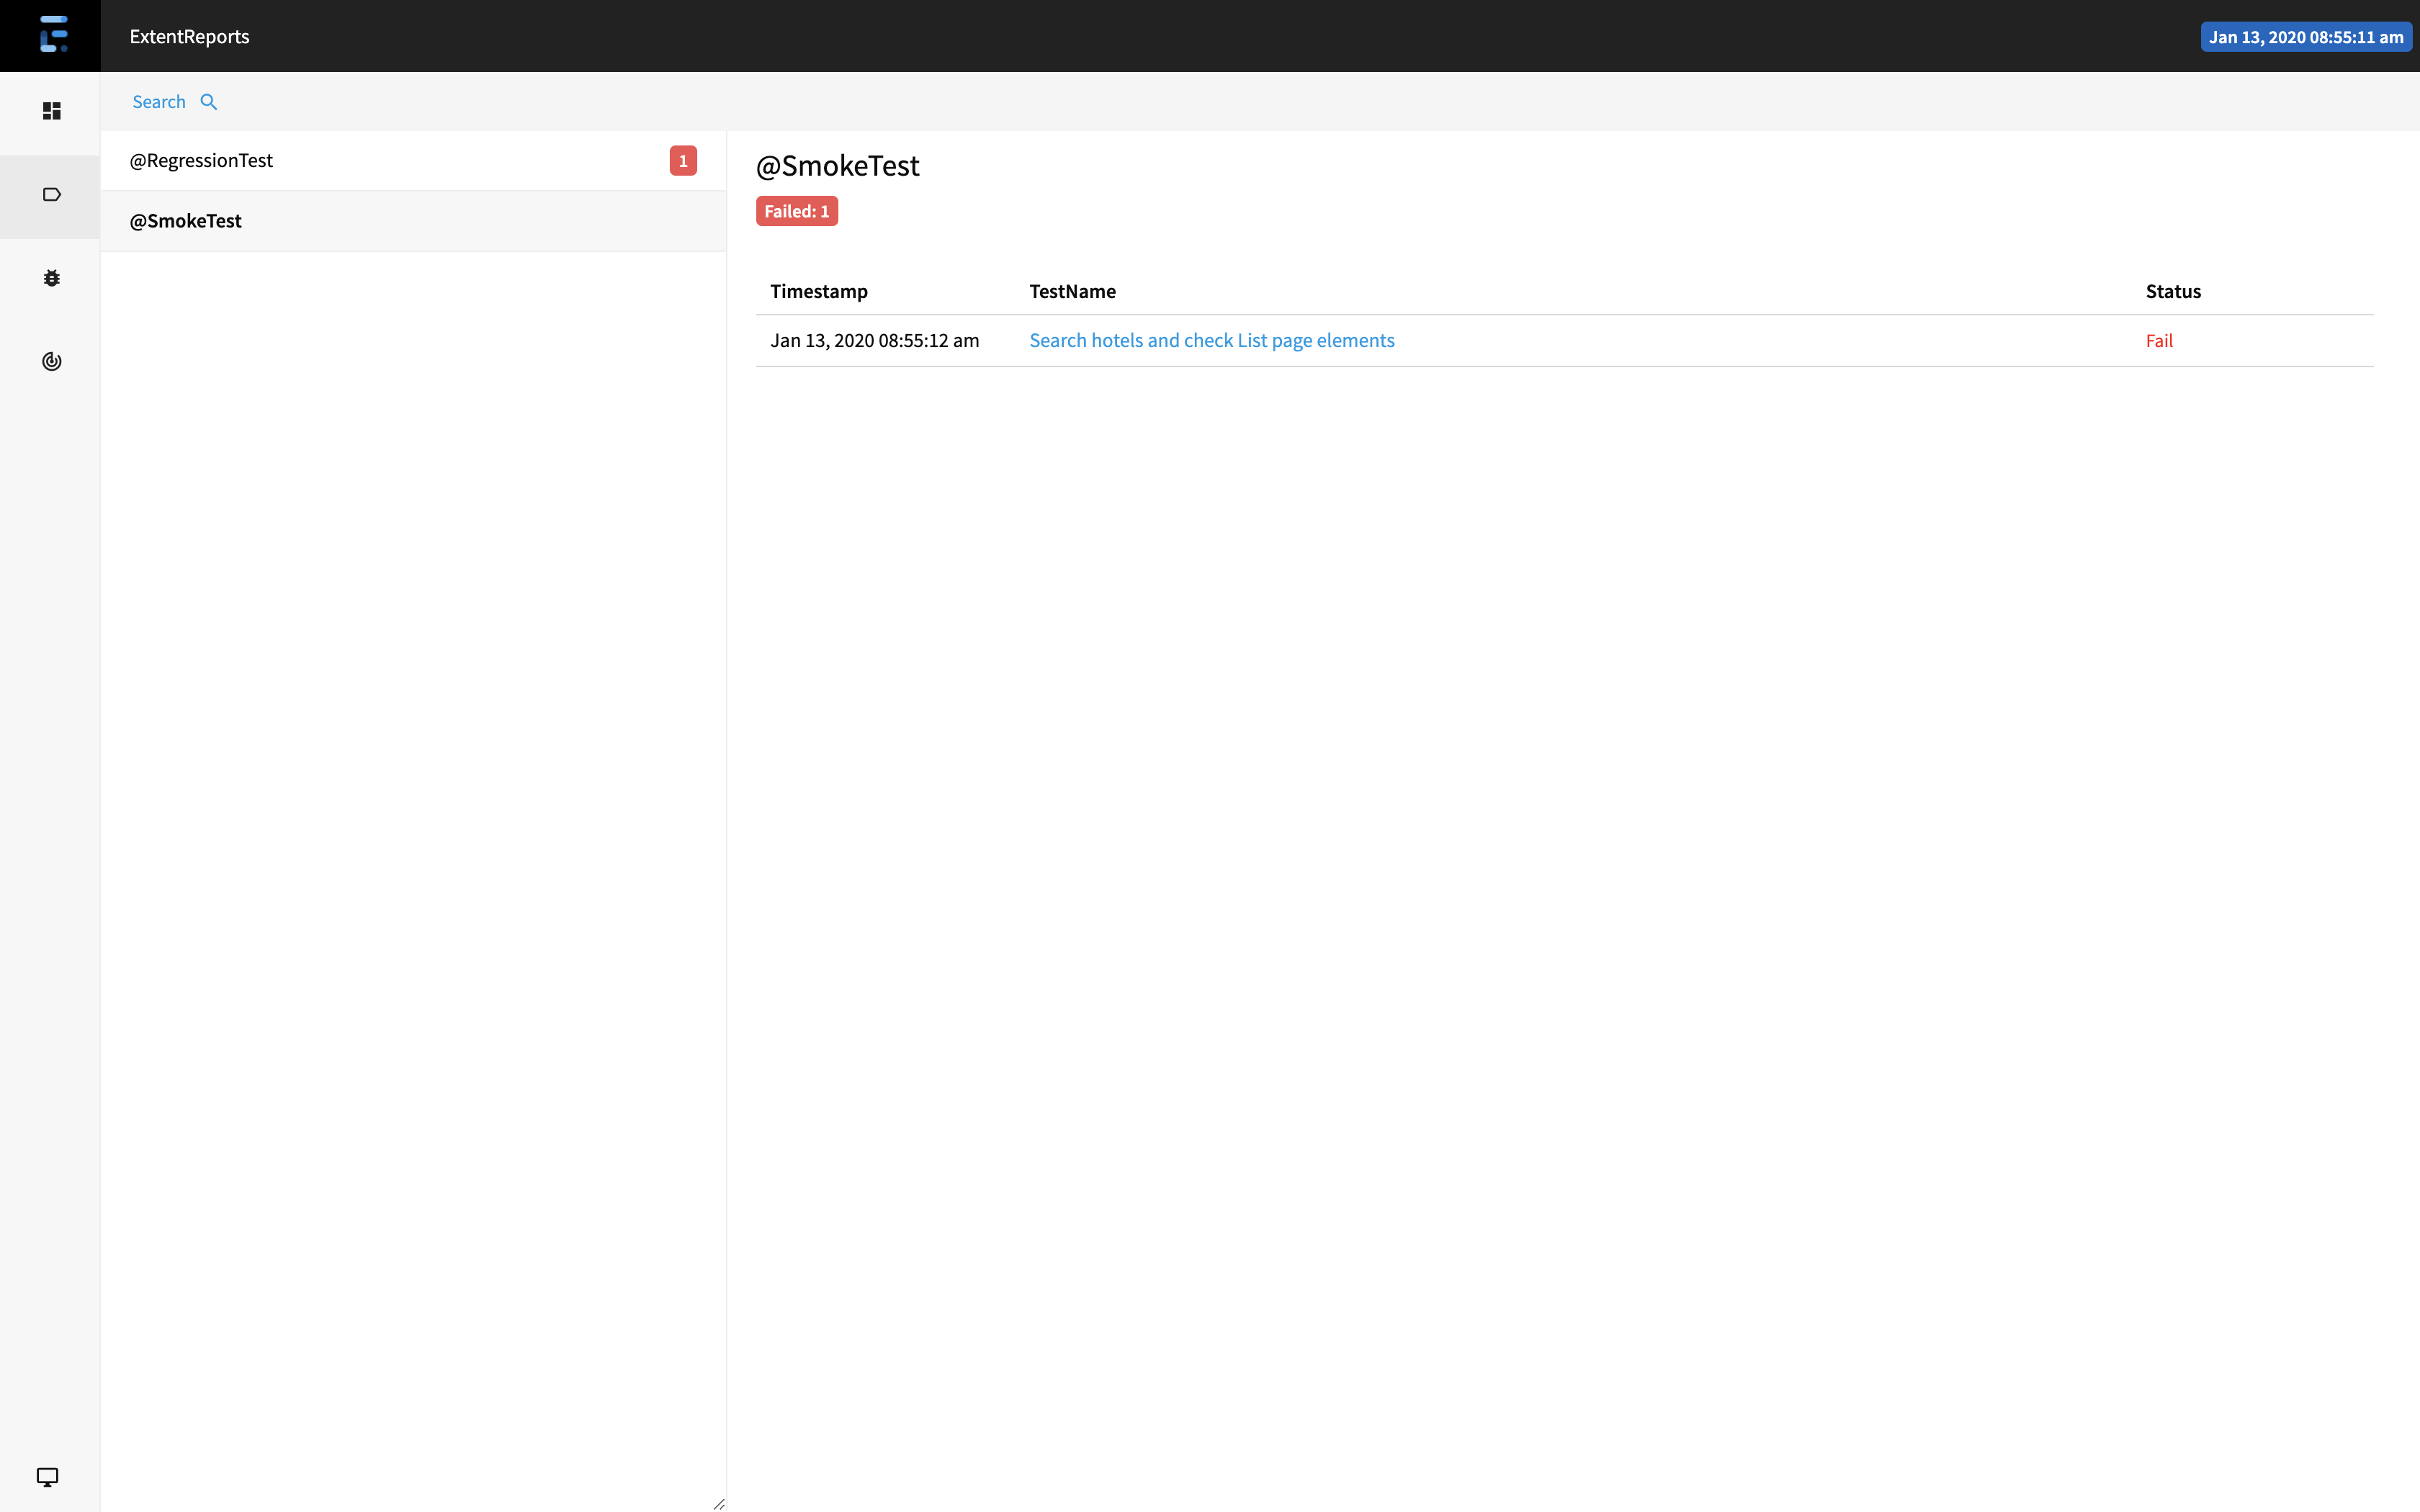 ExtentReports
Jan 13, 2020 08:55:11 am
Search
@RegressionTest 1
@SmokeTest
@SmokeTest
Failed: 1
Timestamp TestName Status
Jan 13, 2020 08:55:12 am Search hotels and check List page elements Fail